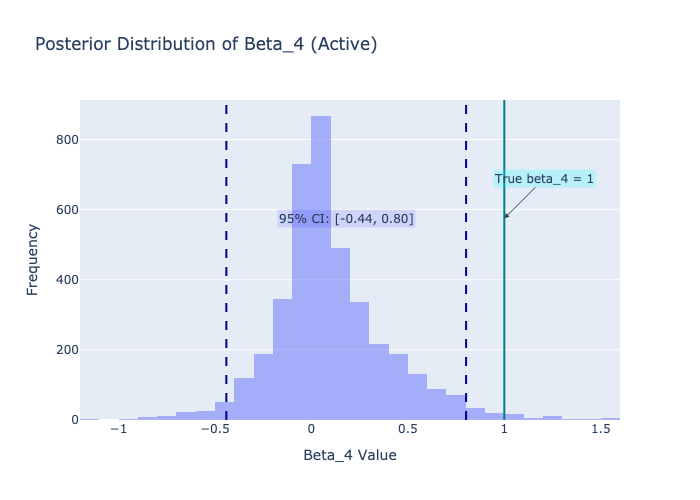 Posterior Distribution of Beta_4 (Active)
800
True beta_4 = 1
600
95% CI: [-0.44, 0.80]
Frequency
400
200
0
−1
−0.5
0
0.5
1
1.5
Beta_4 Value